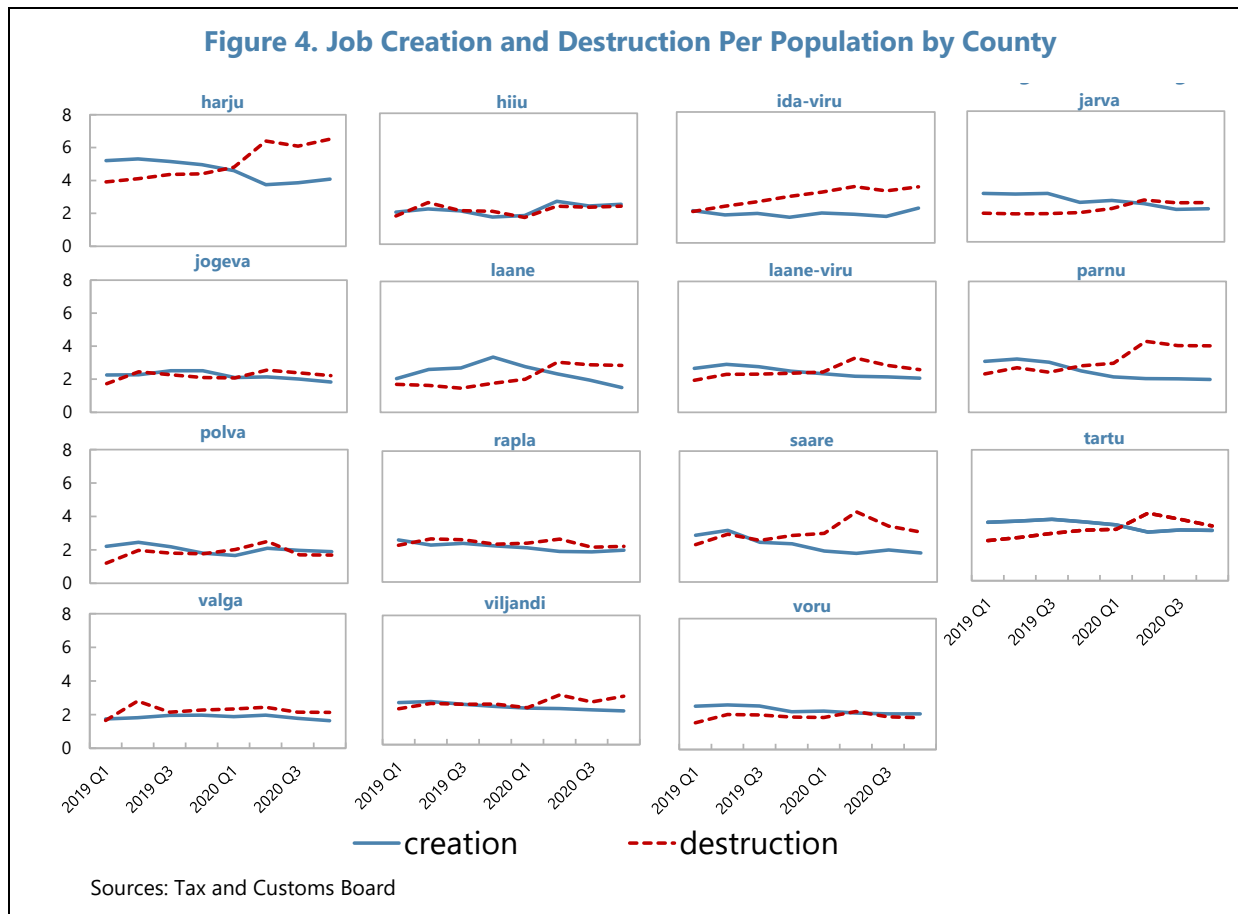 Figure 4. Job Creation and Destruction Per Population by County
harju
hiiu
ida-viru
jarva
8
6
4
2
0
jogeva
laane
laane-viru
parnu
8
6
4
2
0
polva
rapla
saare
tartu
8
6
4
2
0
2019 Q1
2019 Q3
2020 Q1
2020 Q3
valga
viljandi
voru
8
6
4
2
0
2019 Q1
2019 Q3
2020 Q1
2020 Q3
2019 Q1
2019 Q3
2020 Q1
2020 Q3
2019 Q1
2019 Q3
2020 Q1
2020 Q3
creation
destruction
Sources: Tax and Customs Board